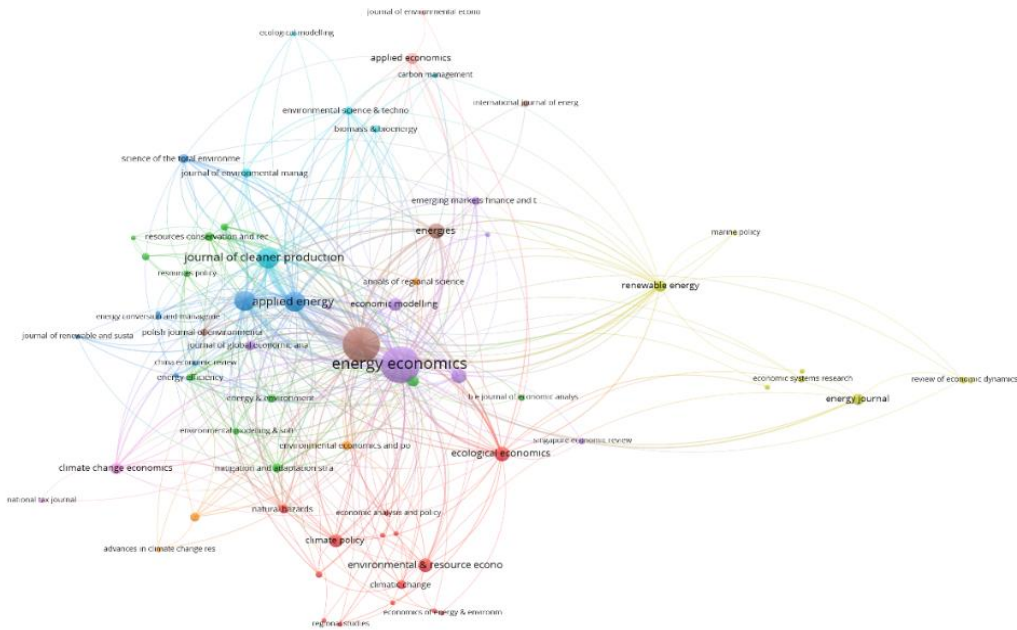 journal of environmental econo
ecological modelling
applied economics
carbon management
international journal of energ
environmental science & techno
biomass & bioenergy
science of the total environme
journal of environmental manag
emerging markets finance and t
energies
marine policy
resources conservation and rec
journal of cleaner production
resources policy
annals of regional science
renewable energy
applied energy
economic modelling
energy conversion and manageme
journal of renewable and susta
polish journal of environmental
journal of global economic ana
china economic review
energy economics
energy efficiency
economic systems research
review of economic dynamics
energy & environment
b e journal of economic analys
energy journal
environmental modelling & soft
environmental economics and po
singapore economic review
ecological economics
climate change economics
mitigation and adaptation stra
national tax journal
natural hazards
economic analysis and policy
climate policy
advances in climate change res
environmental & resource econo
climatic change
economics of energy & environm
regional studies